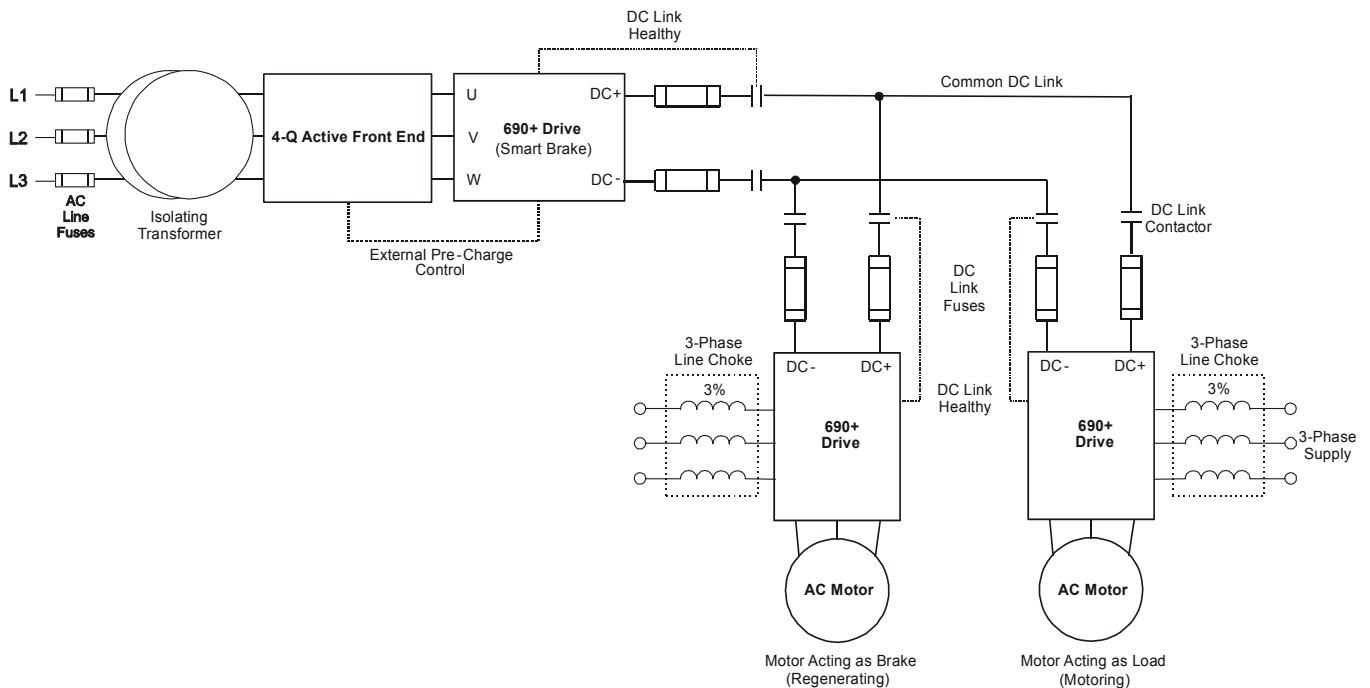 DC Link
Healthy
L1
L2
L3
AC
Line
Fuses
Isolating
Transformer
4-Q Active Front End
U
V
W
690+ Drive
(Smart Brake)
DC+
DC-
External Pre-Charge
Control
Common DC Link
DC Link
Contactor
DC
Link
Fuses
DC Link
Healthy
3-Phase
Line Choke
3%
DC-
DC+
690+
Drive
AC Motor
Motor Acting as Brake
(Regenerating)
DC-
DC+
690+
Drive
3-Phase
Line Choke
3%
3-Phase
Supply
AC Motor
Motor Acting as Load
(Motoring)